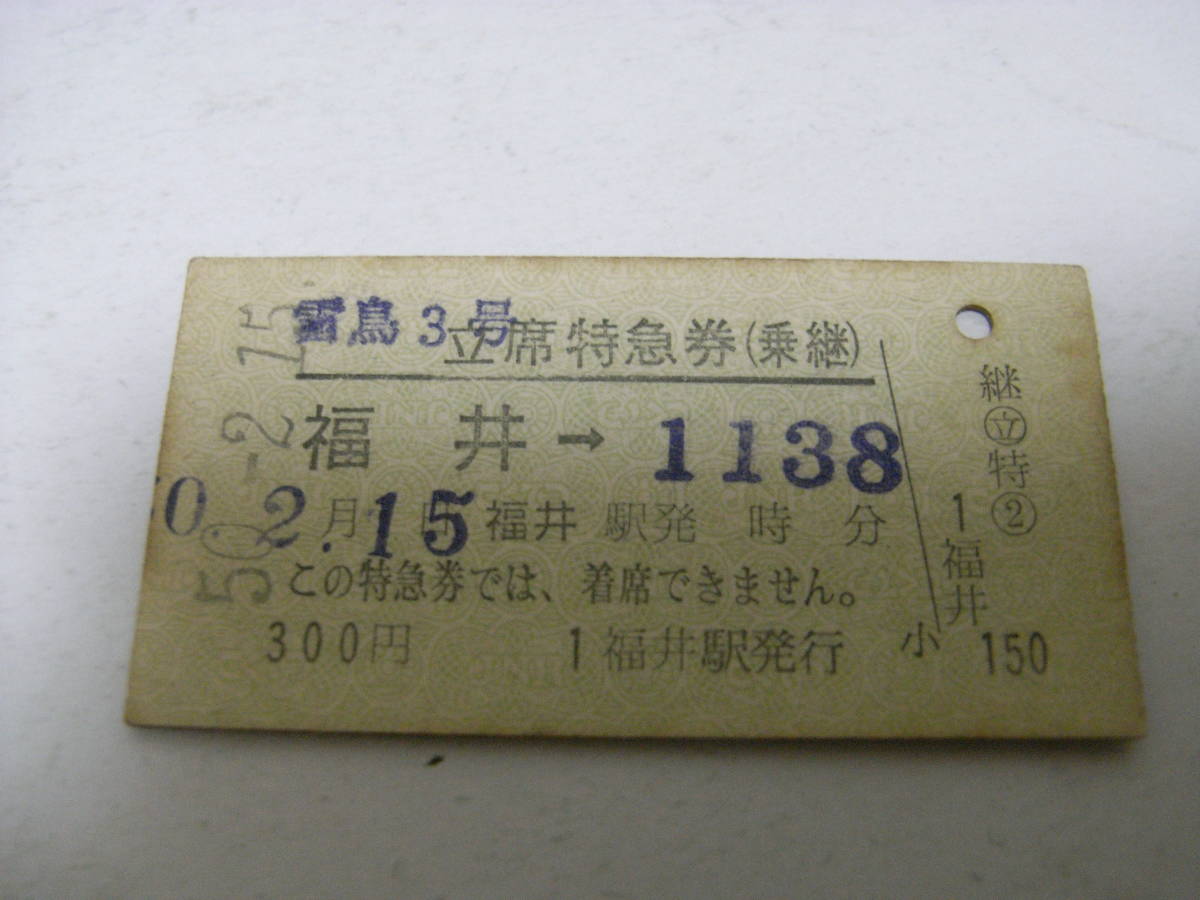 雷鳥3号
立席特急券(乗継)
福井→1138
50.2.15
月 日 福井駅発 時 分
この特急券では、着席できません。
300円 1福井駅発行
50.-2.15
継㊀特②
1福井
小 150